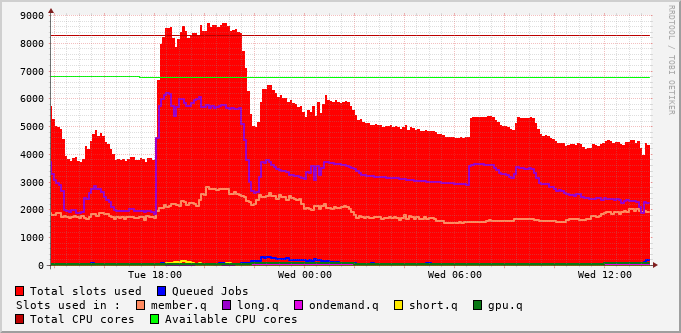 9000
8000
7000
6000
5000
4000
3000
2000
1000
0
Tue 18:00 Wed 00:00 Wed 06:00 Wed 12:00
Total slots used Queued Jobs
Slots used in : member.q long.q ondemand.q short.q gpu.q
Total CPU cores Available CPU cores
RRDTOOL / TOBI OETIKER